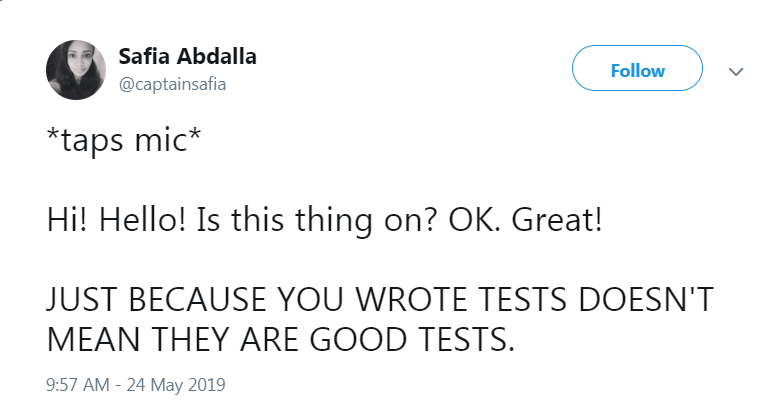 Safia Abdalla
@captainsafia
Follow
*taps mic*
Hi! Hello! Is this thing on? OK. Great!
JUST BECAUSE YOU WROTE TESTS DOESN'T
MEAN THEY ARE GOOD TESTS.
9:57 AM - 24 May 2019